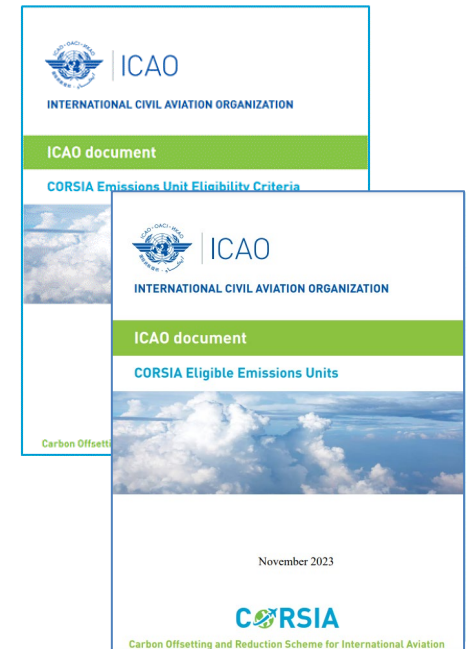 ICAO
INTERNATIONAL CIVIL AVIATION ORGANIZATION
ICAO document
CORSIA Emissions Unit Eligibility Criteria
Carbon Offsetti
ICAO
INTERNATIONAL CIVIL AVIATION ORGANIZATION
ICAO document
CORSIA Eligible Emissions Units
November 2023
CORSIA
Carbon Offsetting and Reduction Scheme for International Aviation